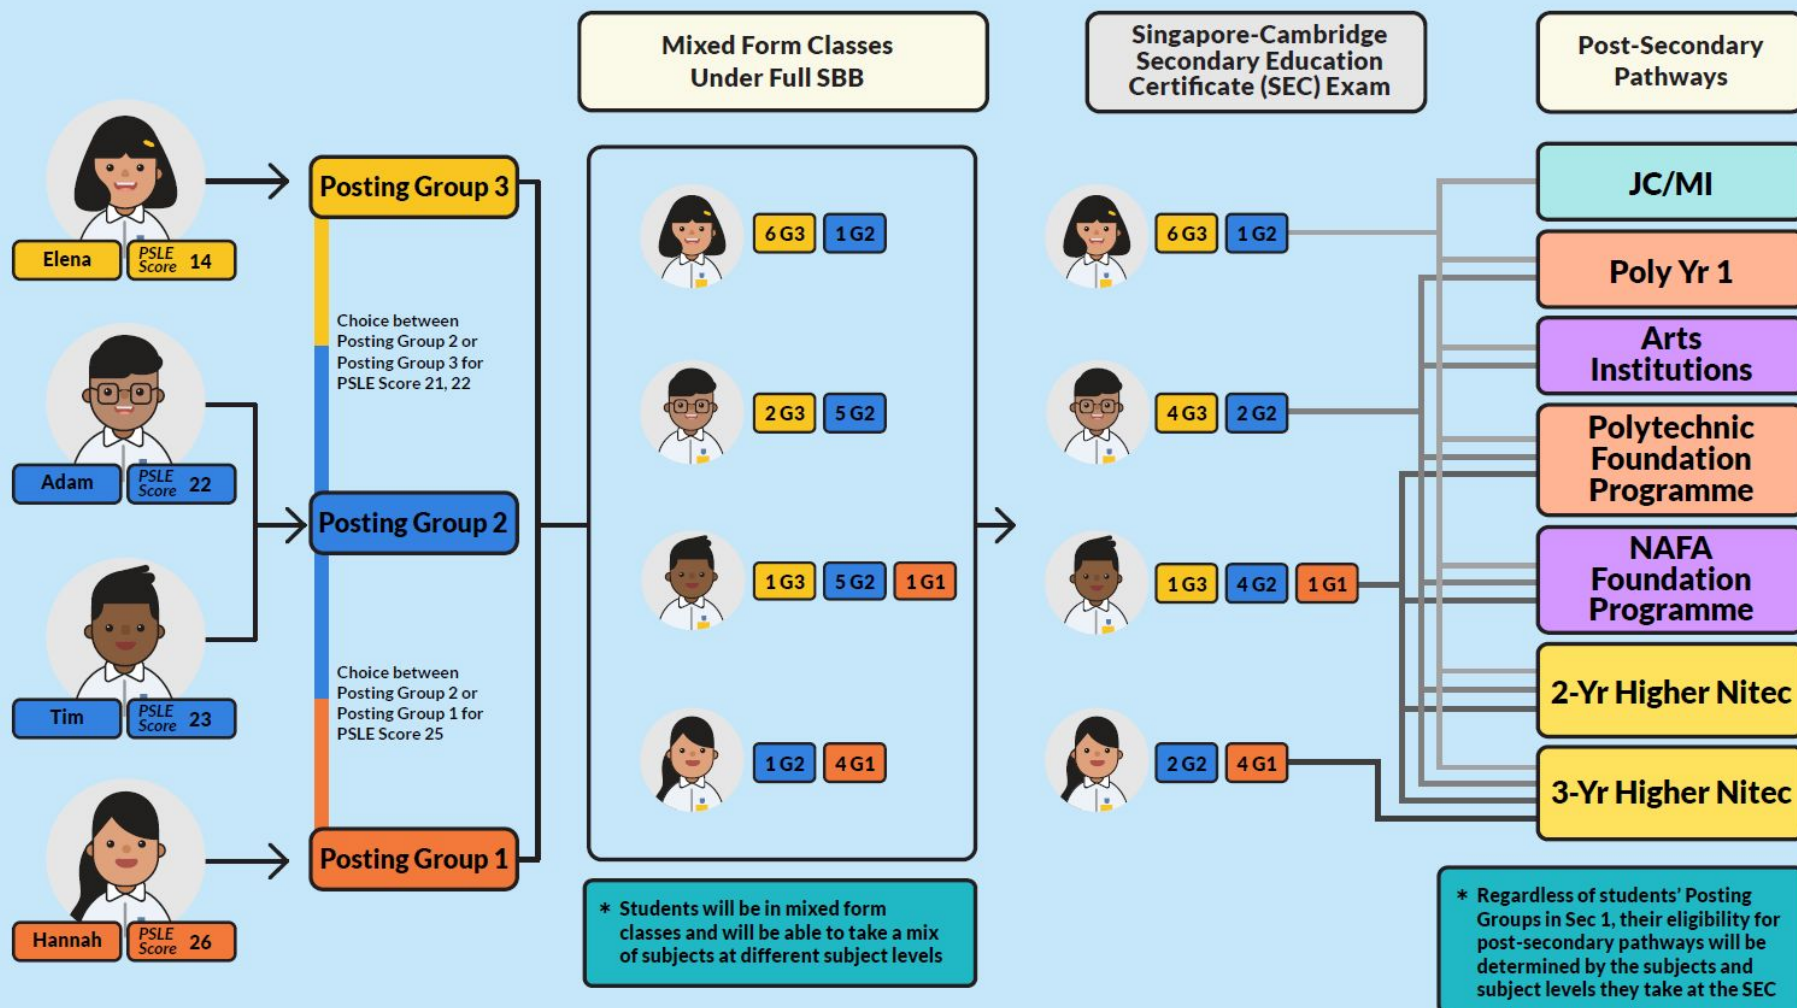 Mixed Form Classes
Under Full SBB
Singapore-Cambridge
Secondary Education
Certificate (SEC) Exam
Post-Secondary
Pathways
Elena
PSLE
Score 14
Adam
PSLE
Score 22
Tim
PSLE
Score 23
Hannah
PSLE
Score 26
Posting Group 3
Choice between
Posting Group 2 or
Posting Group 3 for
PSLE Score 21, 22
Posting Group 2
Choice between
Posting Group 2 or
Posting Group 1 for
PSLE Score 25
Posting Group 1
6 G3 1 G2
2 G3 5 G2
1 G3 5 G2 1 G1
1 G2 4 G1
* Students will be in mixed form
classes and will be able to take a mix
of subjects at different subject levels
6 G3 1 G2
4 G3 2 G2
1 G3 4 G2 1 G1
2 G2 4 G1
JC/MI
Poly Yr 1
Arts
Institutions
Polytechnic
Foundation
Programme
NAFA
Foundation
Programme
2-Yr Higher Nitec
3-Yr Higher Nitec
* Regardless of students' Posting
Groups in Sec 1, their eligibility for
post-secondary pathways will be
determined by the subjects and
subject levels they take at the SEC